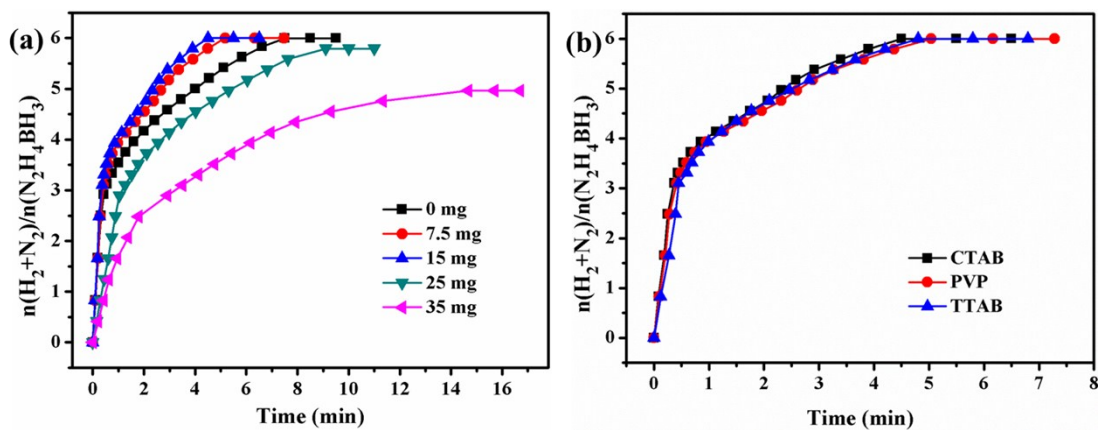 (a)
n(H₂+N₂)/n(N₂H₄BH₃)
6
5
4
3
2
1
0
0 mg
7.5 mg
15 mg
25 mg
35 mg
0 2 4 6 8 10 12 14 16
Time (min)
(b)
n(H₂+N₂)/n(N₂H₄BH₃)
6
5
4
3
2
1
0
CTAB
PVP
TTAB
0 1 2 3 4 5 6 7 8
Time (min)